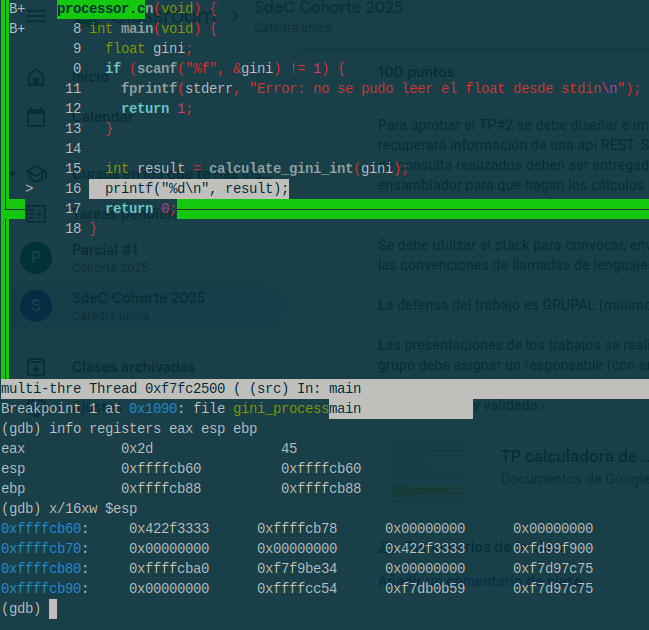 SdeC Cohorte 2025
Cátedra única
B+ processor.cn(void) {
B+ 8 int main(void) {
9 float gini;
0 if (scanf("%f", &gini) != 1) {
11 fprintf(stderr, "Error: no se pudo leer el float desde stdin\n");
12 return 1;
13 }
14
15 int result = calculate_gini_int(gini);
> 16 printf("%d\n", result);
17 return 0;
18 }
Inicio
Calendar
Tareas pendien
P Parcial #1
Cohorte 2025
S SdeC Cohorte 2025
Cátedra única
Clases archivadas
100 puntos
Para aprobar el TP#2 se debe diseñar e im
recuperará información de una api REST. S
de consulta realizados deben ser entregad
ensamblador para que hagan los cálculos
Se debe utilizar el stack para convocar, en
las convenciones de llamadas de lenguaje
La defensa del trabajo es GRUPAL (mínimo
Las presentaciones de los trabajos se real
grupo debe asignar un responsable (con e
y validada.-
TP calculadora de ...
Documentos de Google
Añadir un comentario de clase
multi-thre Thread 0xf7fc2500 ( (src) In: main
Breakpoint 1 at 0x1090: file gini_processmain
(gdb) info registers eax esp ebp
eax 0x2d 45
esp 0xffffcb60 0xffffcb60
ebp 0xffffcb88 0xffffcb88
(gdb) x/16xw $esp
0xffffcb60: 0x422f3333 0xffffcb78 0x00000000 0x00000000
0xffffcb70: 0x00000000 0x00000000 0x422f3333 0xfd99f900
0xffffcb80: 0xffffcba0 0xf7f9be34 0x00000000 0xf7d97c75
0xffffcb90: 0x00000000 0xffffcc54 0xf7db0b59 0xf7d97c75
(gdb)